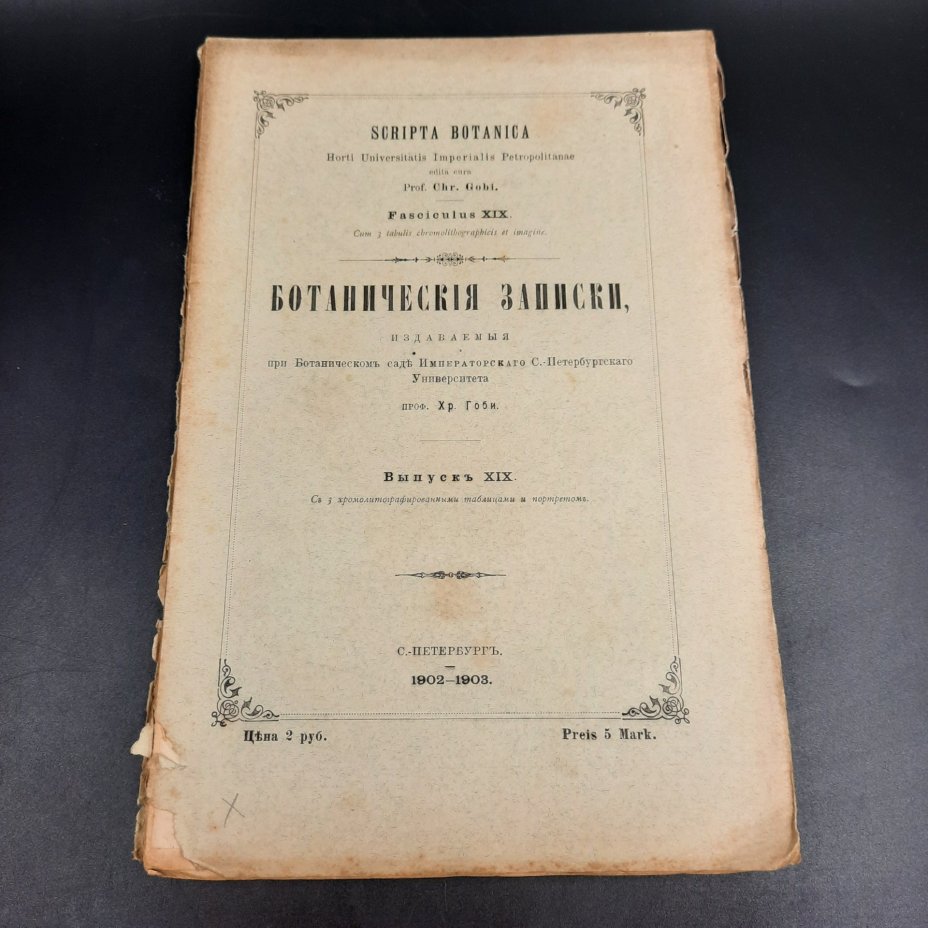 SCRIPTA BOTANICA
Horti Universitatis Imperialis Petropolitanae
edita cura
Prof. Chr. Gobi.
Fasciculus XIX.
Cum 3 tabulis chromolithographicis et imagine.
БОТАНИЧЕСКІЯ ЗАПИСКИ,
ИЗДАВАЕМЫЯ
при Ботаническомъ садѣ Императорскаго С.-Петербургскаго
Университета
проф. Хр. Гоби.
Выпускъ XIX.
Съ 3 хромолитографированными таблицами и портретомъ.
С.-ПЕТЕРБУРГЪ.
1902–1903.
Цѣна 2 руб. Preis 5 Mark.